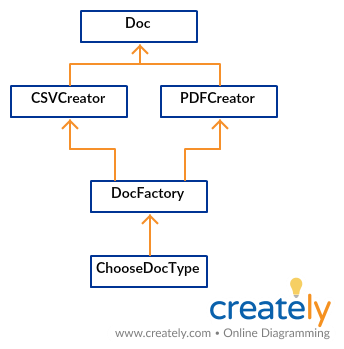 Doc
CSVCreator PDFCreator
DocFactory
ChooseDocType
creately
www.creately.com • Online Diagramming